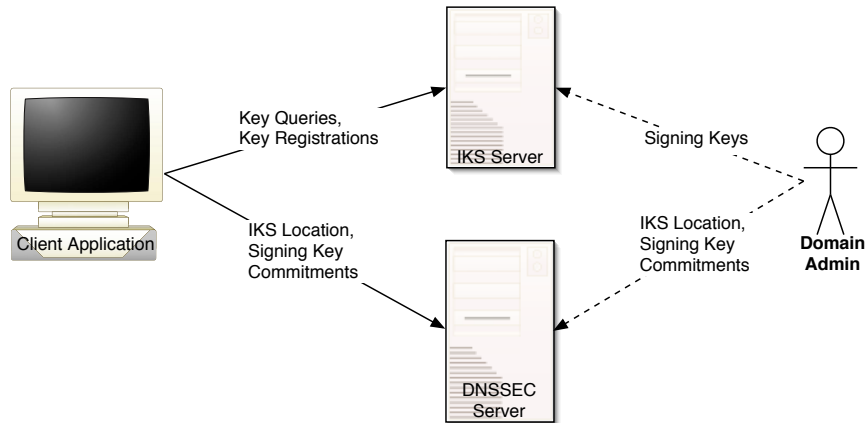 Key Queries,
Key Registrations
IKS Server
Signing Keys
Client Application
IKS Location,
Signing Key
Commitments
IKS Location,
Signing Key
Commitments
Domain
Admin
DNSSEC
Server